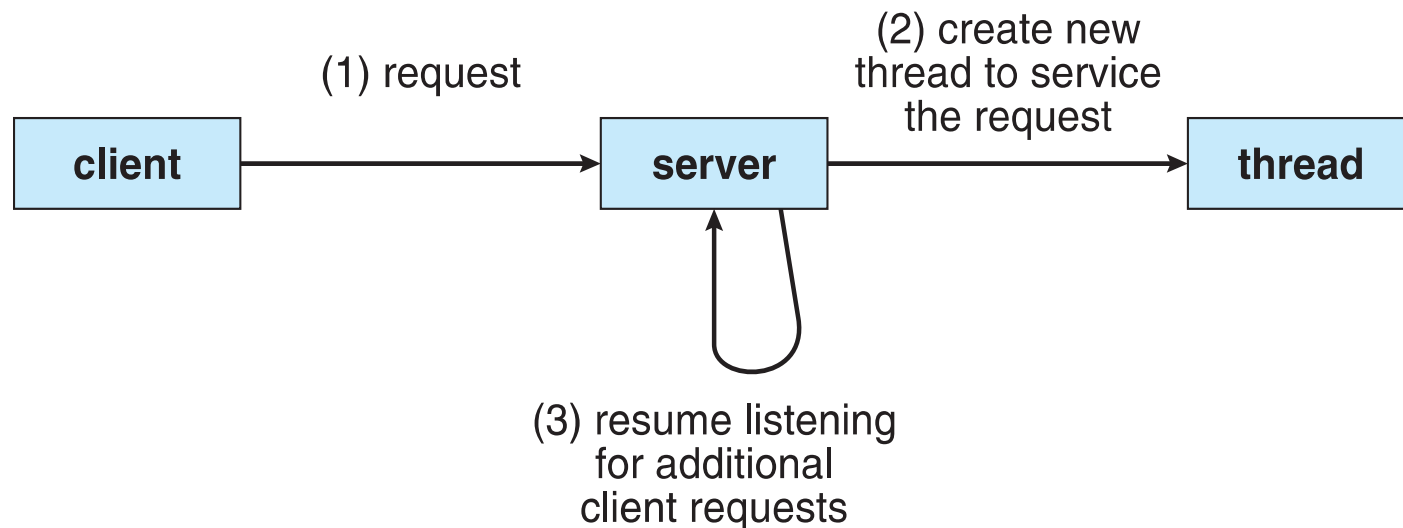 (1) request
(2) create new
thread to service
the request
client
server
thread
(3) resume listening
for additional
client requests